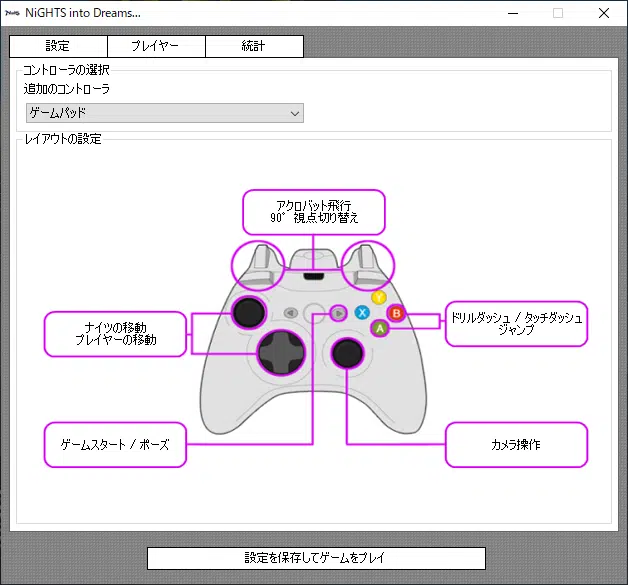 NiGHTS into Dreams...
設定
プレイヤー
統計
コントローラの選択
追加のコントローラ
ゲームパッド
レイアウトの設定
アクロバット飛行
90°視点切り替え
Y
X
B
A
ナイツの移動
プレイヤーの移動
ドリルダッシュ / タッチダッシュ
ジャンプ
ゲームスタート / ポーズ
カメラ操作
設定を保存してゲームをプレイ